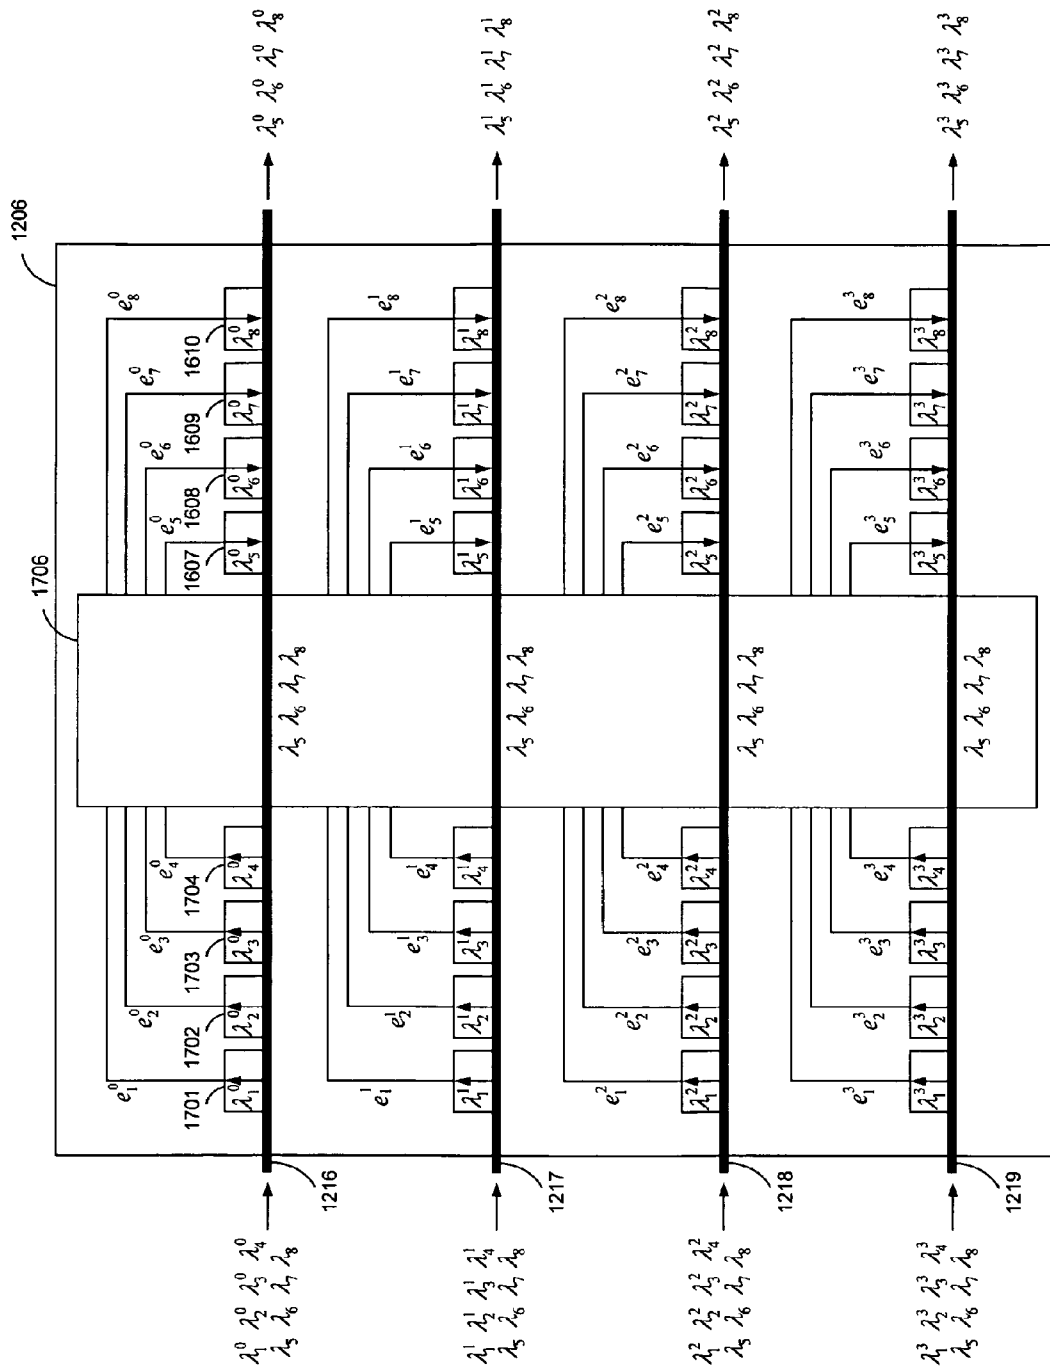 λ₁³ λ₂³ λ₃³ λ₄³
λ₅ λ₆ λ₇ λ₈
λ₁² λ₂² λ₃² λ₄²
λ₅ λ₆ λ₇ λ₈
λ₁¹ λ₂¹ λ₃¹ λ₄¹
λ₅ λ₆ λ₇ λ₈
λ₁⁰ λ₂⁰ λ₃⁰ λ₄⁰
λ₅ λ₆ λ₇ λ₈
1219
1218
1217
1216
λ₁³
e₁³
λ₁²
e₁²
λ₁¹
e₁¹
λ₁⁰
1701
e₁⁰
λ₂³
e₂³
λ₂²
e₂²
λ₂¹
e₂¹
λ₂⁰
1702
e₂⁰
λ₃³
e₃³
λ₃²
e₃²
λ₃¹
e₃¹
λ₃⁰
1703
e₃⁰
λ₄³
e₄³
λ₄²
e₄²
λ₄¹
e₄¹
λ₄⁰
1704
e₄⁰
λ₅ λ₆ λ₇ λ₈
λ₅ λ₆ λ₇ λ₈
λ₅ λ₆ λ₇ λ₈
λ₅ λ₆ λ₇ λ₈
1706
λ₅³
e₅³
λ₅²
e₅²
λ₅¹
e₅¹
λ₅⁰
1607
e₅⁰
λ₆³
e₆³
λ₆²
e₆²
λ₆¹
e₆¹
λ₆⁰
1608
e₆⁰
λ₇³
e₇³
λ₇²
e₇²
λ₇¹
e₇¹
λ₇⁰
1609
e₇⁰
λ₈³
e₈³
λ₈²
e₈²
λ₈¹
e₈¹
λ₈⁰
1610
e₈⁰
1206
λ₅³ λ₆³ λ₇³ λ₈³
λ₅² λ₆² λ₇² λ₈²
λ₅¹ λ₆¹ λ₇¹ λ₈¹
λ₅⁰ λ₆⁰ λ₇⁰ λ₈⁰